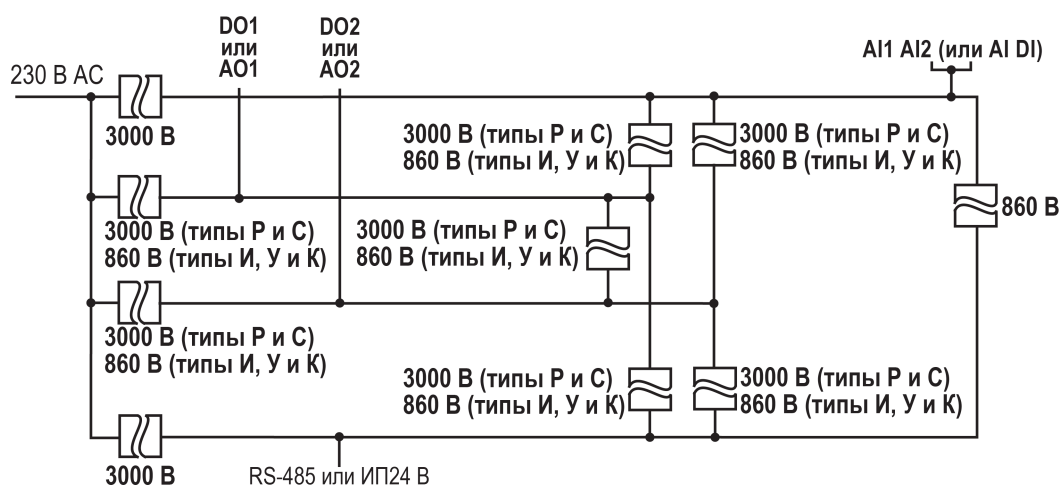 DO1
или
AO1
DO2
или
AO2
AI1 AI2 (или AI DI)
230 В AC
3000 В
3000 В (типы Р и С)
860 В (типы И, У и К)
3000 В (типы Р и С)
860 В (типы И, У и К)
860 В
3000 В (типы Р и С)
860 В (типы И, У и К)
3000 В (типы Р и С)
860 В (типы И, У и К)
3000 В (типы Р и С)
860 В (типы И, У и К)
3000 В (типы Р и С)
860 В (типы И, У и К)
3000 В (типы Р и С)
860 В (типы И, У и К)
3000 В
RS-485 или ИП24 В